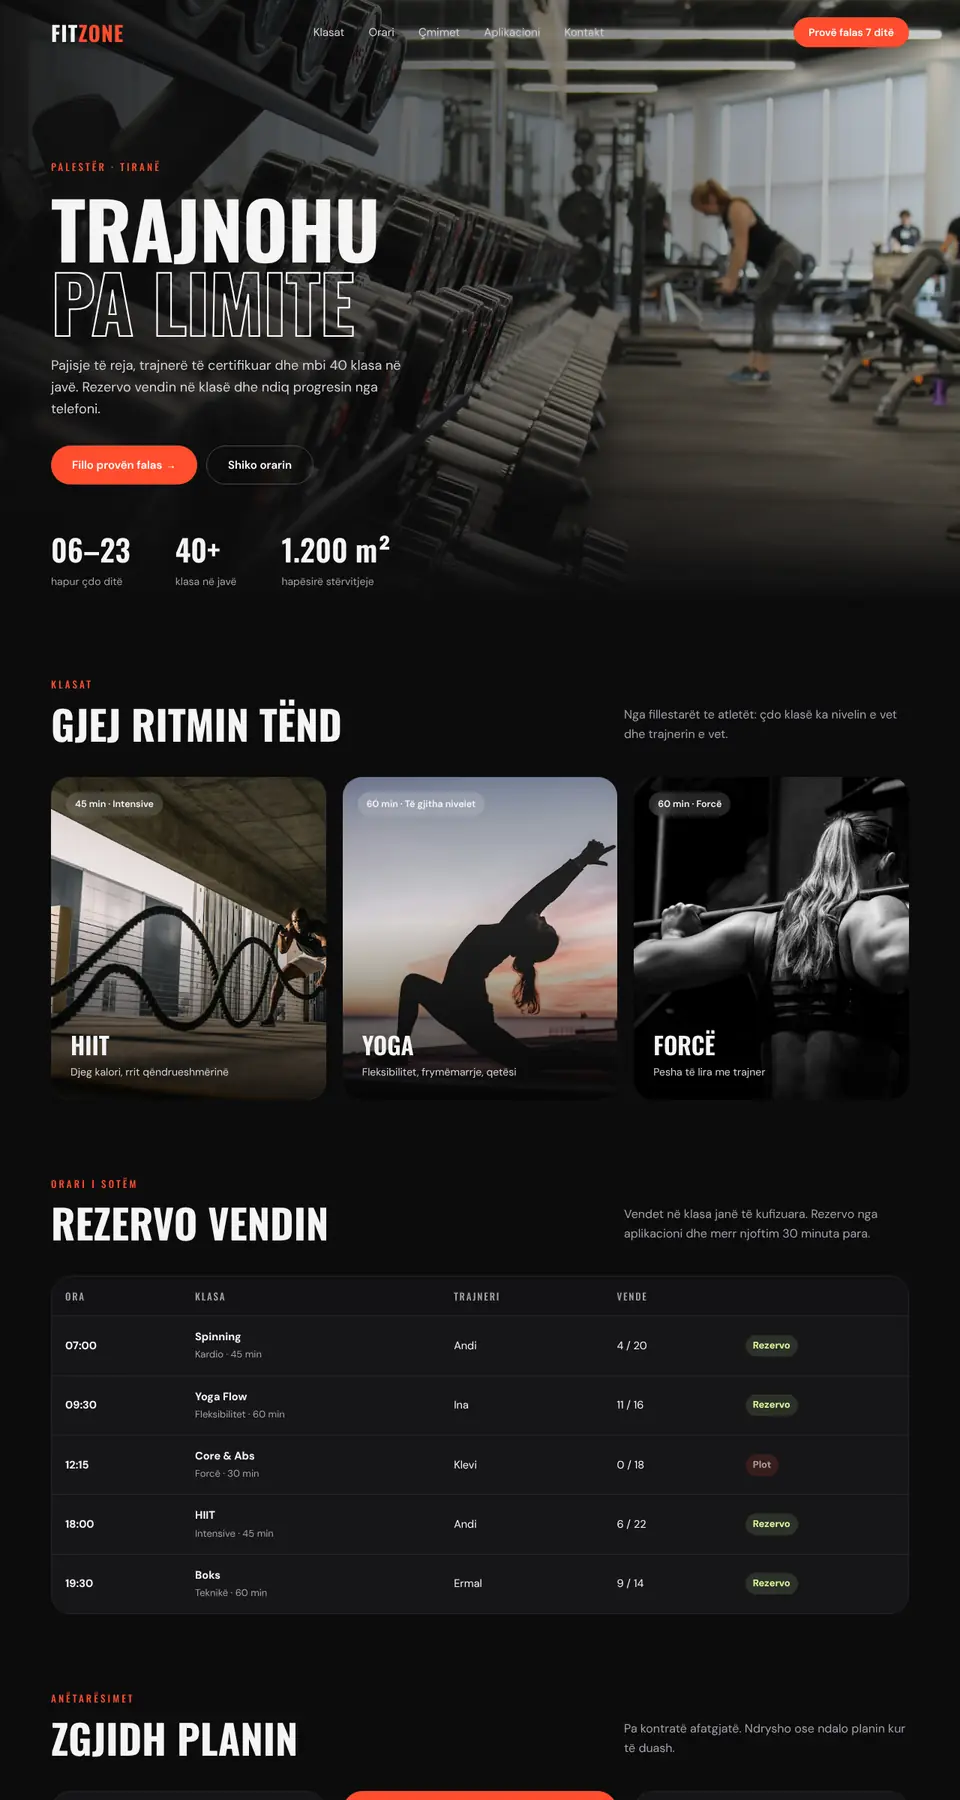 FITZONE
Klasat Orari Çmimet Aplikacioni Kontakt
Provë falas 7 ditë
PALESTËR · TIRANË
TRAJNOHU
PA LIMITE
Pajisje të reja, trajnerë të certifikuar dhe mbi 40 klasa në
javë. Rezervo vendin në klasë dhe ndiq progresin nga
telefoni.
Fillo provën falas →
Shiko orarin
06–23
hapur çdo ditë
40+
klasa në javë
1.200 m²
hapësirë stërvitjeje
KLASAT
GJEJ RITMIN TËND
Nga fillestarët te atletët: çdo klasë ka nivelin e vet
dhe trajnerin e vet.
45 min · Intensive
HIIT
Djeg kalori, rrit qëndrueshmërinë
60 min · Të gjitha nivelet
YOGA
Fleksibilitet, frymëmarrje, qetësi
60 min · Forcë
FORCË
Pesha të lira me trajner
ORARI I SOTËM
REZERVO VENDIN
Vendet në klasa janë të kufizuara. Rezervo nga
aplikacioni dhe merr njoftim 30 minuta para.
ORA KLASA TRAJNERI VENDE
07:00 Spinning Andi 4 / 20 Rezervo
Kardio · 45 min
09:30 Yoga Flow Ina 11 / 16 Rezervo
Fleksibilitet · 60 min
12:15 Core & Abs Klevi 0 / 18 Plot
Forcë · 30 min
18:00 HIIT Andi 6 / 22 Rezervo
Intensive · 45 min
19:30 Boks Ermal 9 / 14 Rezervo
Teknikë · 60 min
ANËTARËSIMET
ZGJIDH PLANIN
Pa kontratë afatgjatë. Ndrysho ose ndalo planin kur
të duash.